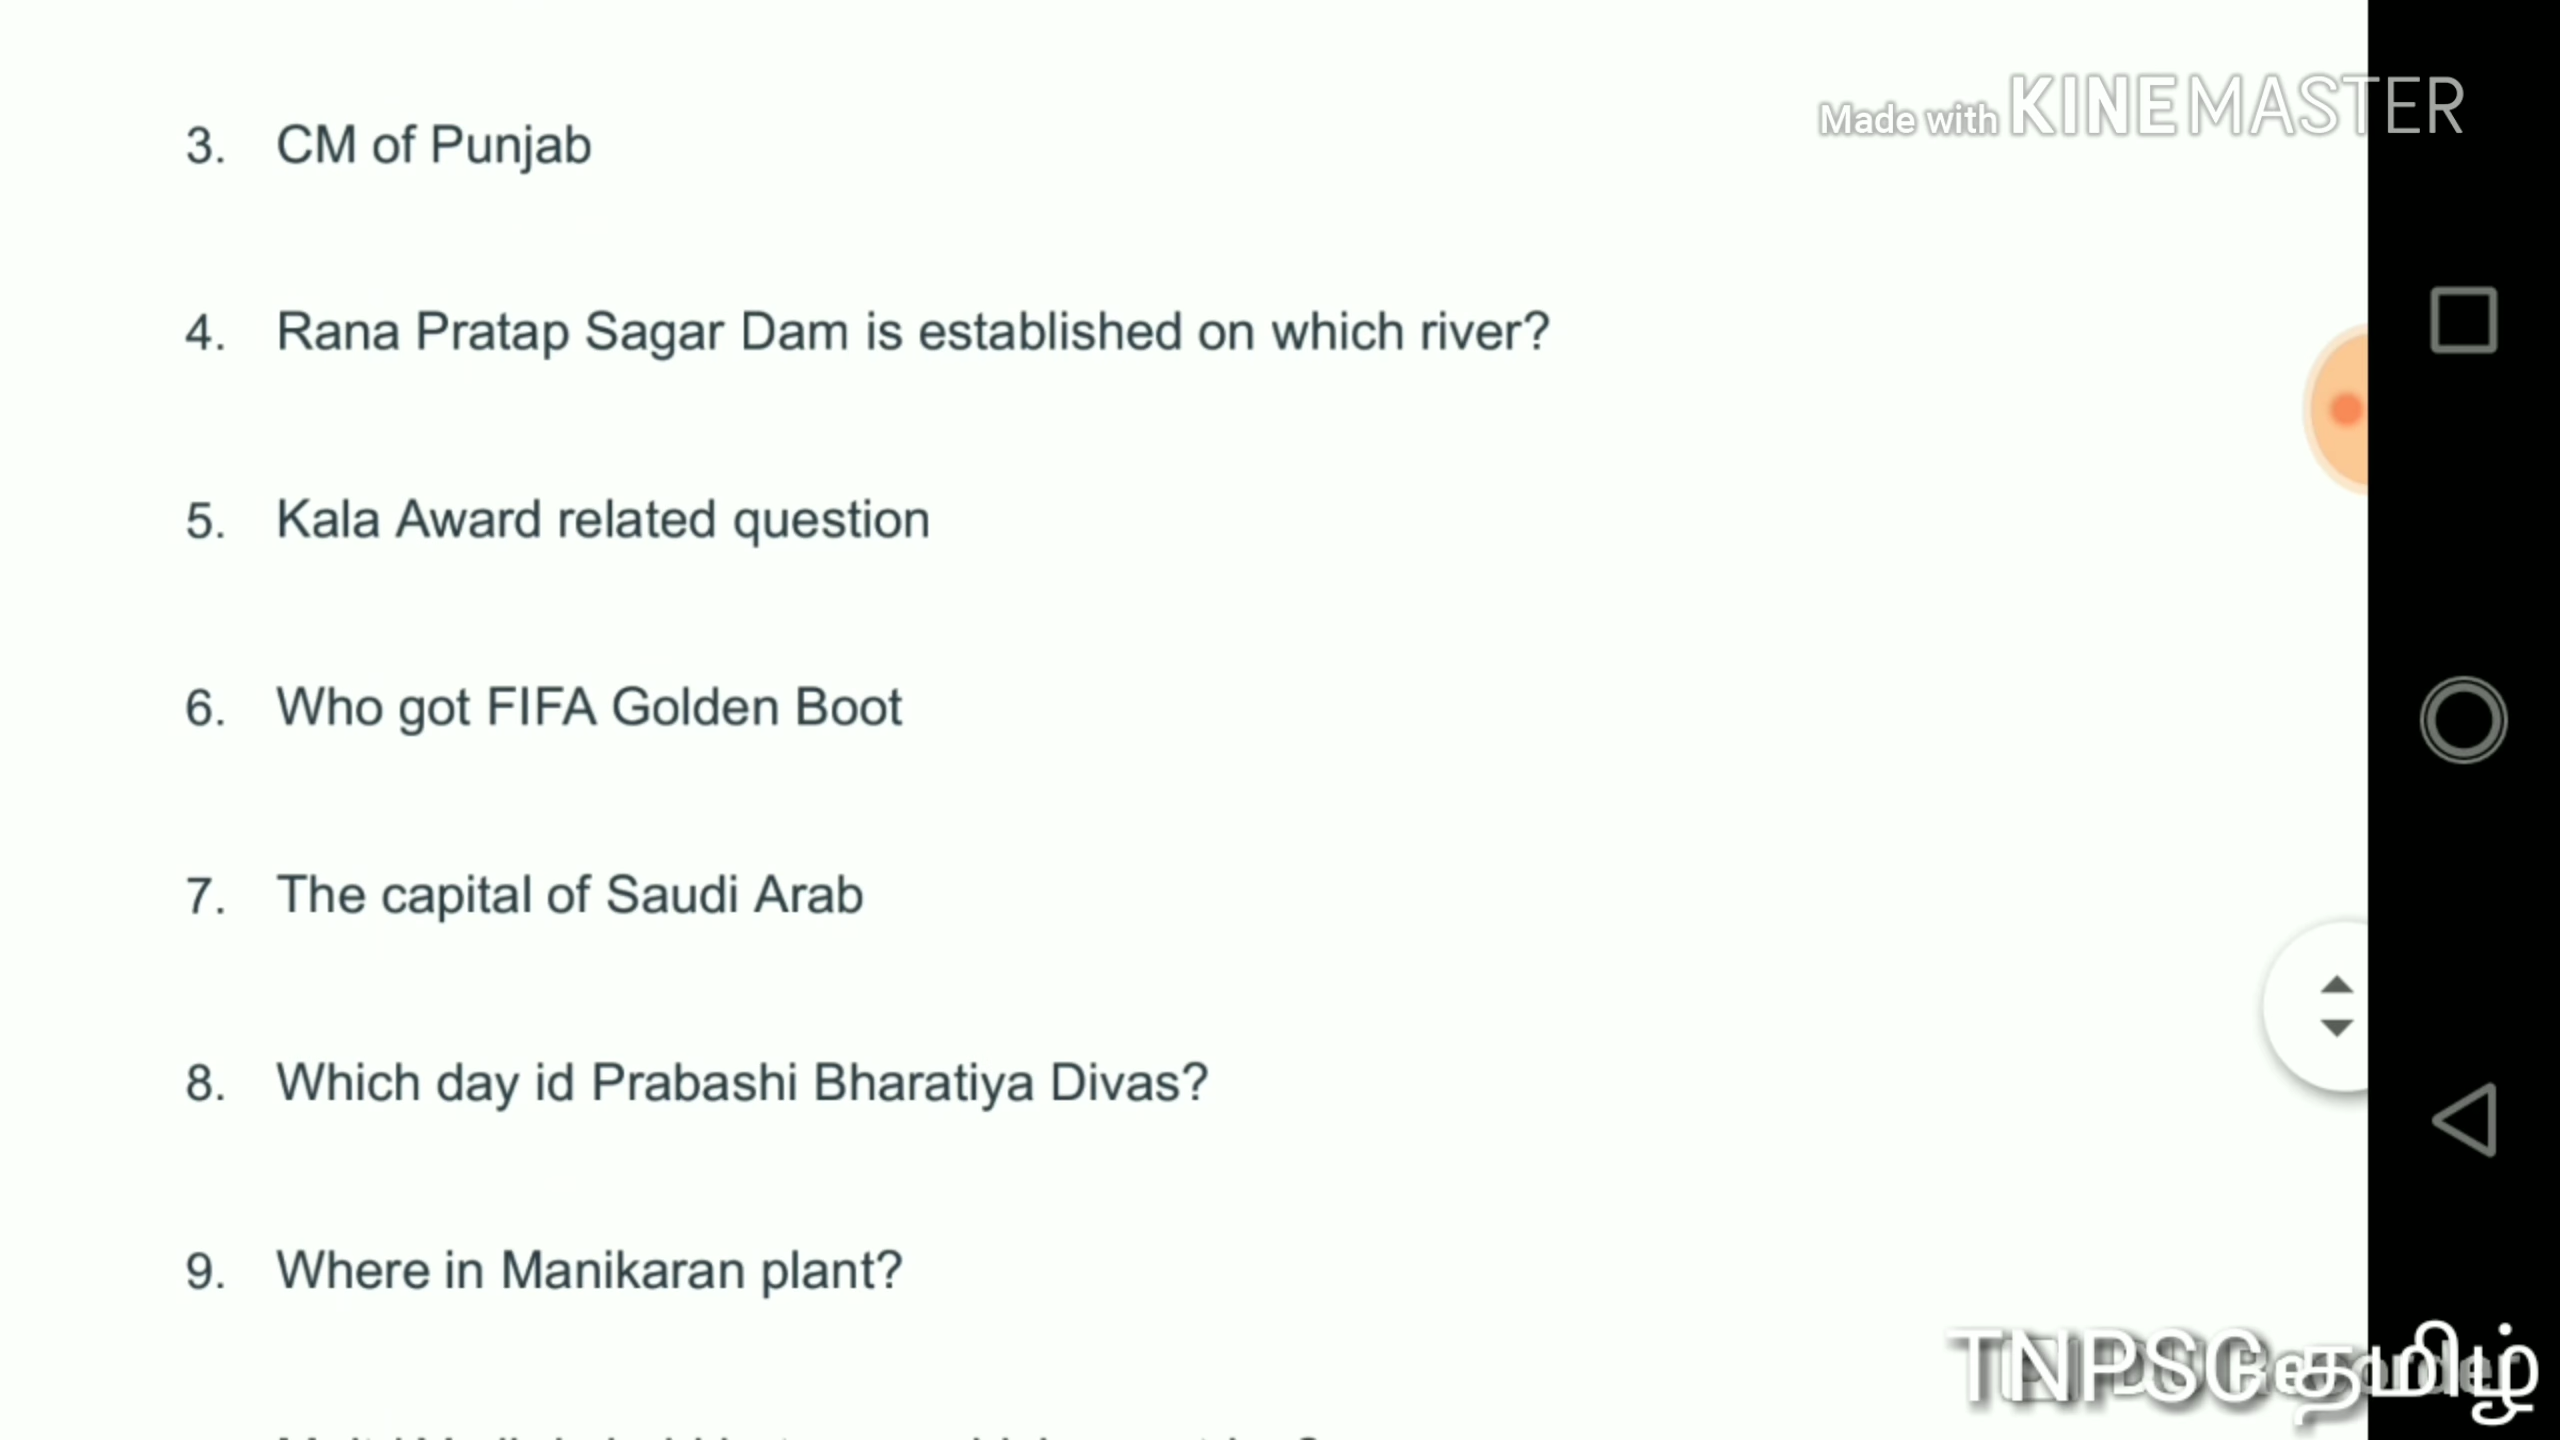 Made with KINEMASTER
3. CM of Punjab
4. Rana Pratap Sagar Dam is established on which river?
5. Kala Award related question
6. Who got FIFA Golden Boot
7. The capital of Saudi Arab
8. Which day id Prabashi Bharatiya Divas?
9. Where in Manikaran plant?
TNPSC தமிழ்